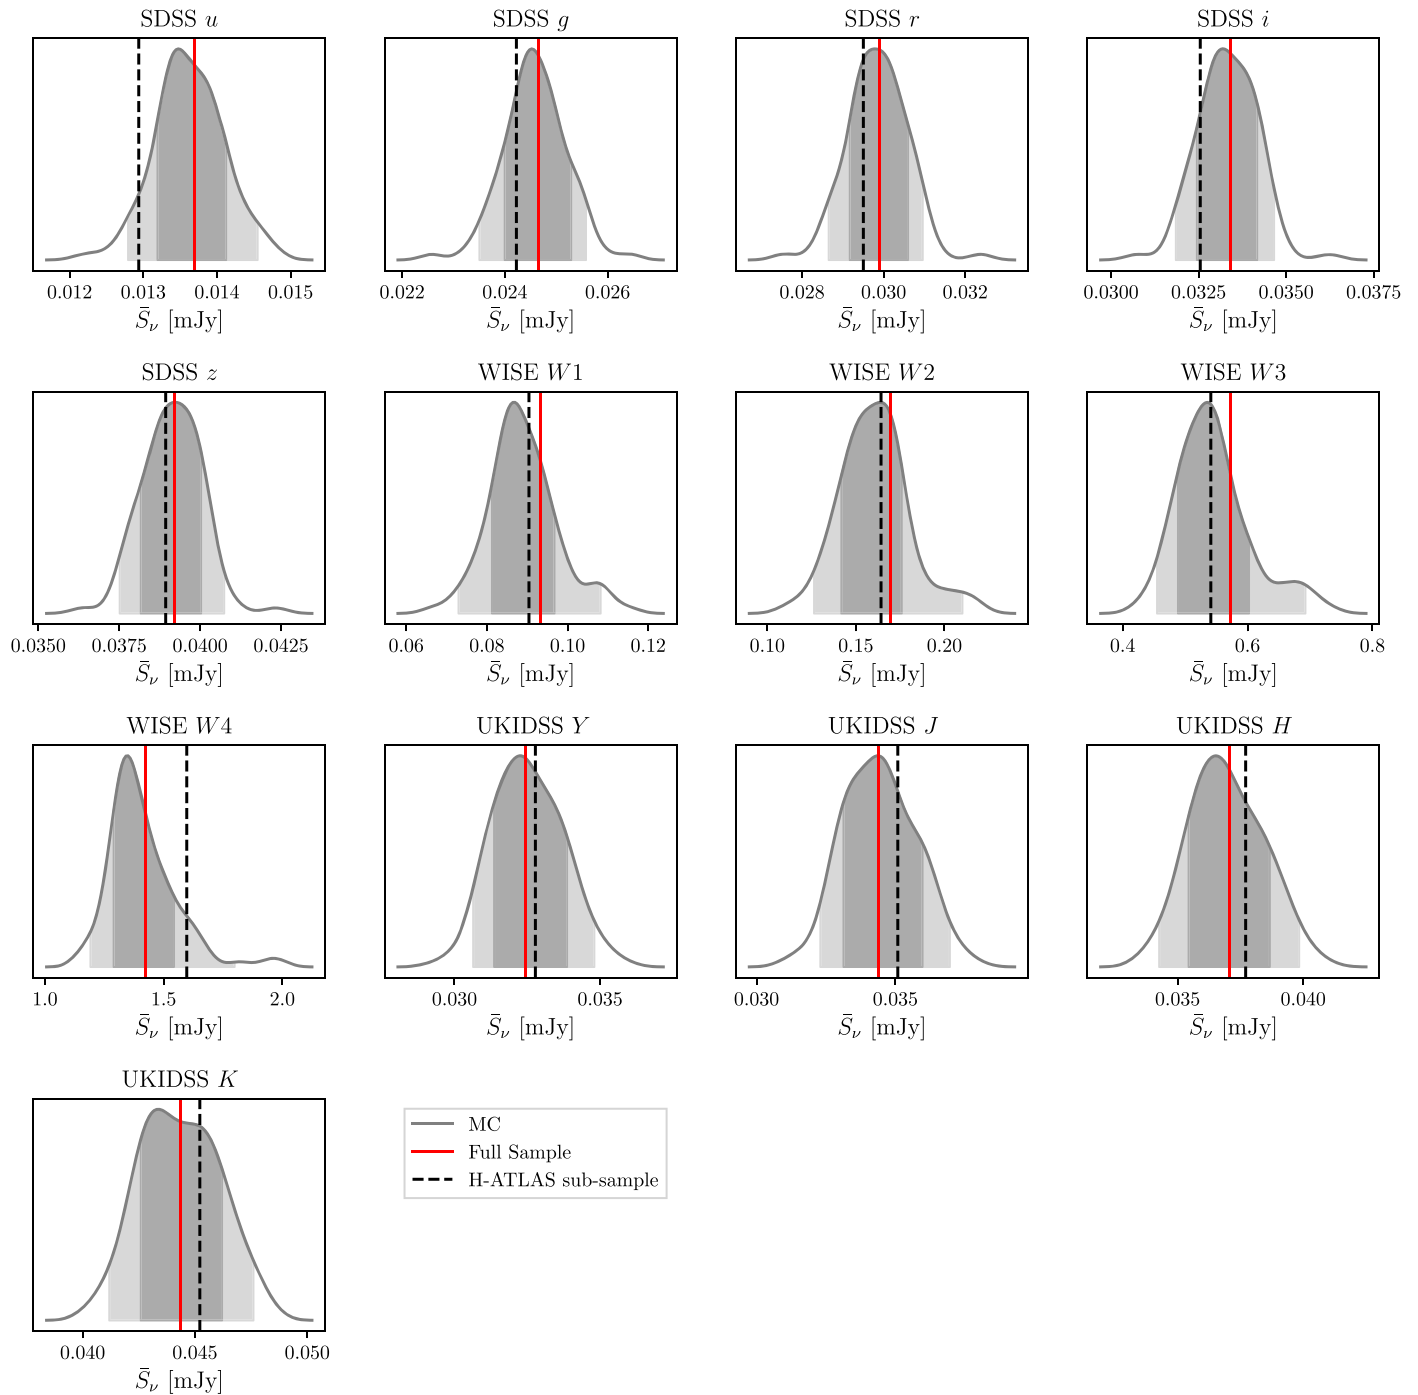 SDSS u
SDSS g
SDSS r
SDSS i
0.012 0.013 0.014 0.015
0.022 0.024 0.026
0.028 0.030 0.032
0.0300 0.0325 0.0350 0.0375
S̄ν [mJy]
S̄ν [mJy]
S̄ν [mJy]
S̄ν [mJy]
SDSS z
WISE W1
WISE W2
WISE W3
0.0350 0.0375 0.0400 0.0425
0.06 0.08 0.10 0.12
0.10 0.15 0.20
0.4 0.6 0.8
S̄ν [mJy]
S̄ν [mJy]
S̄ν [mJy]
S̄ν [mJy]
WISE W4
UKIDSS Y
UKIDSS J
UKIDSS H
1.0 1.5 2.0
0.030 0.035
0.030 0.035
0.035 0.040
S̄ν [mJy]
S̄ν [mJy]
S̄ν [mJy]
S̄ν [mJy]
UKIDSS K
0.040 0.045 0.050
S̄ν [mJy]
MC
Full Sample
H-ATLAS sub-sample